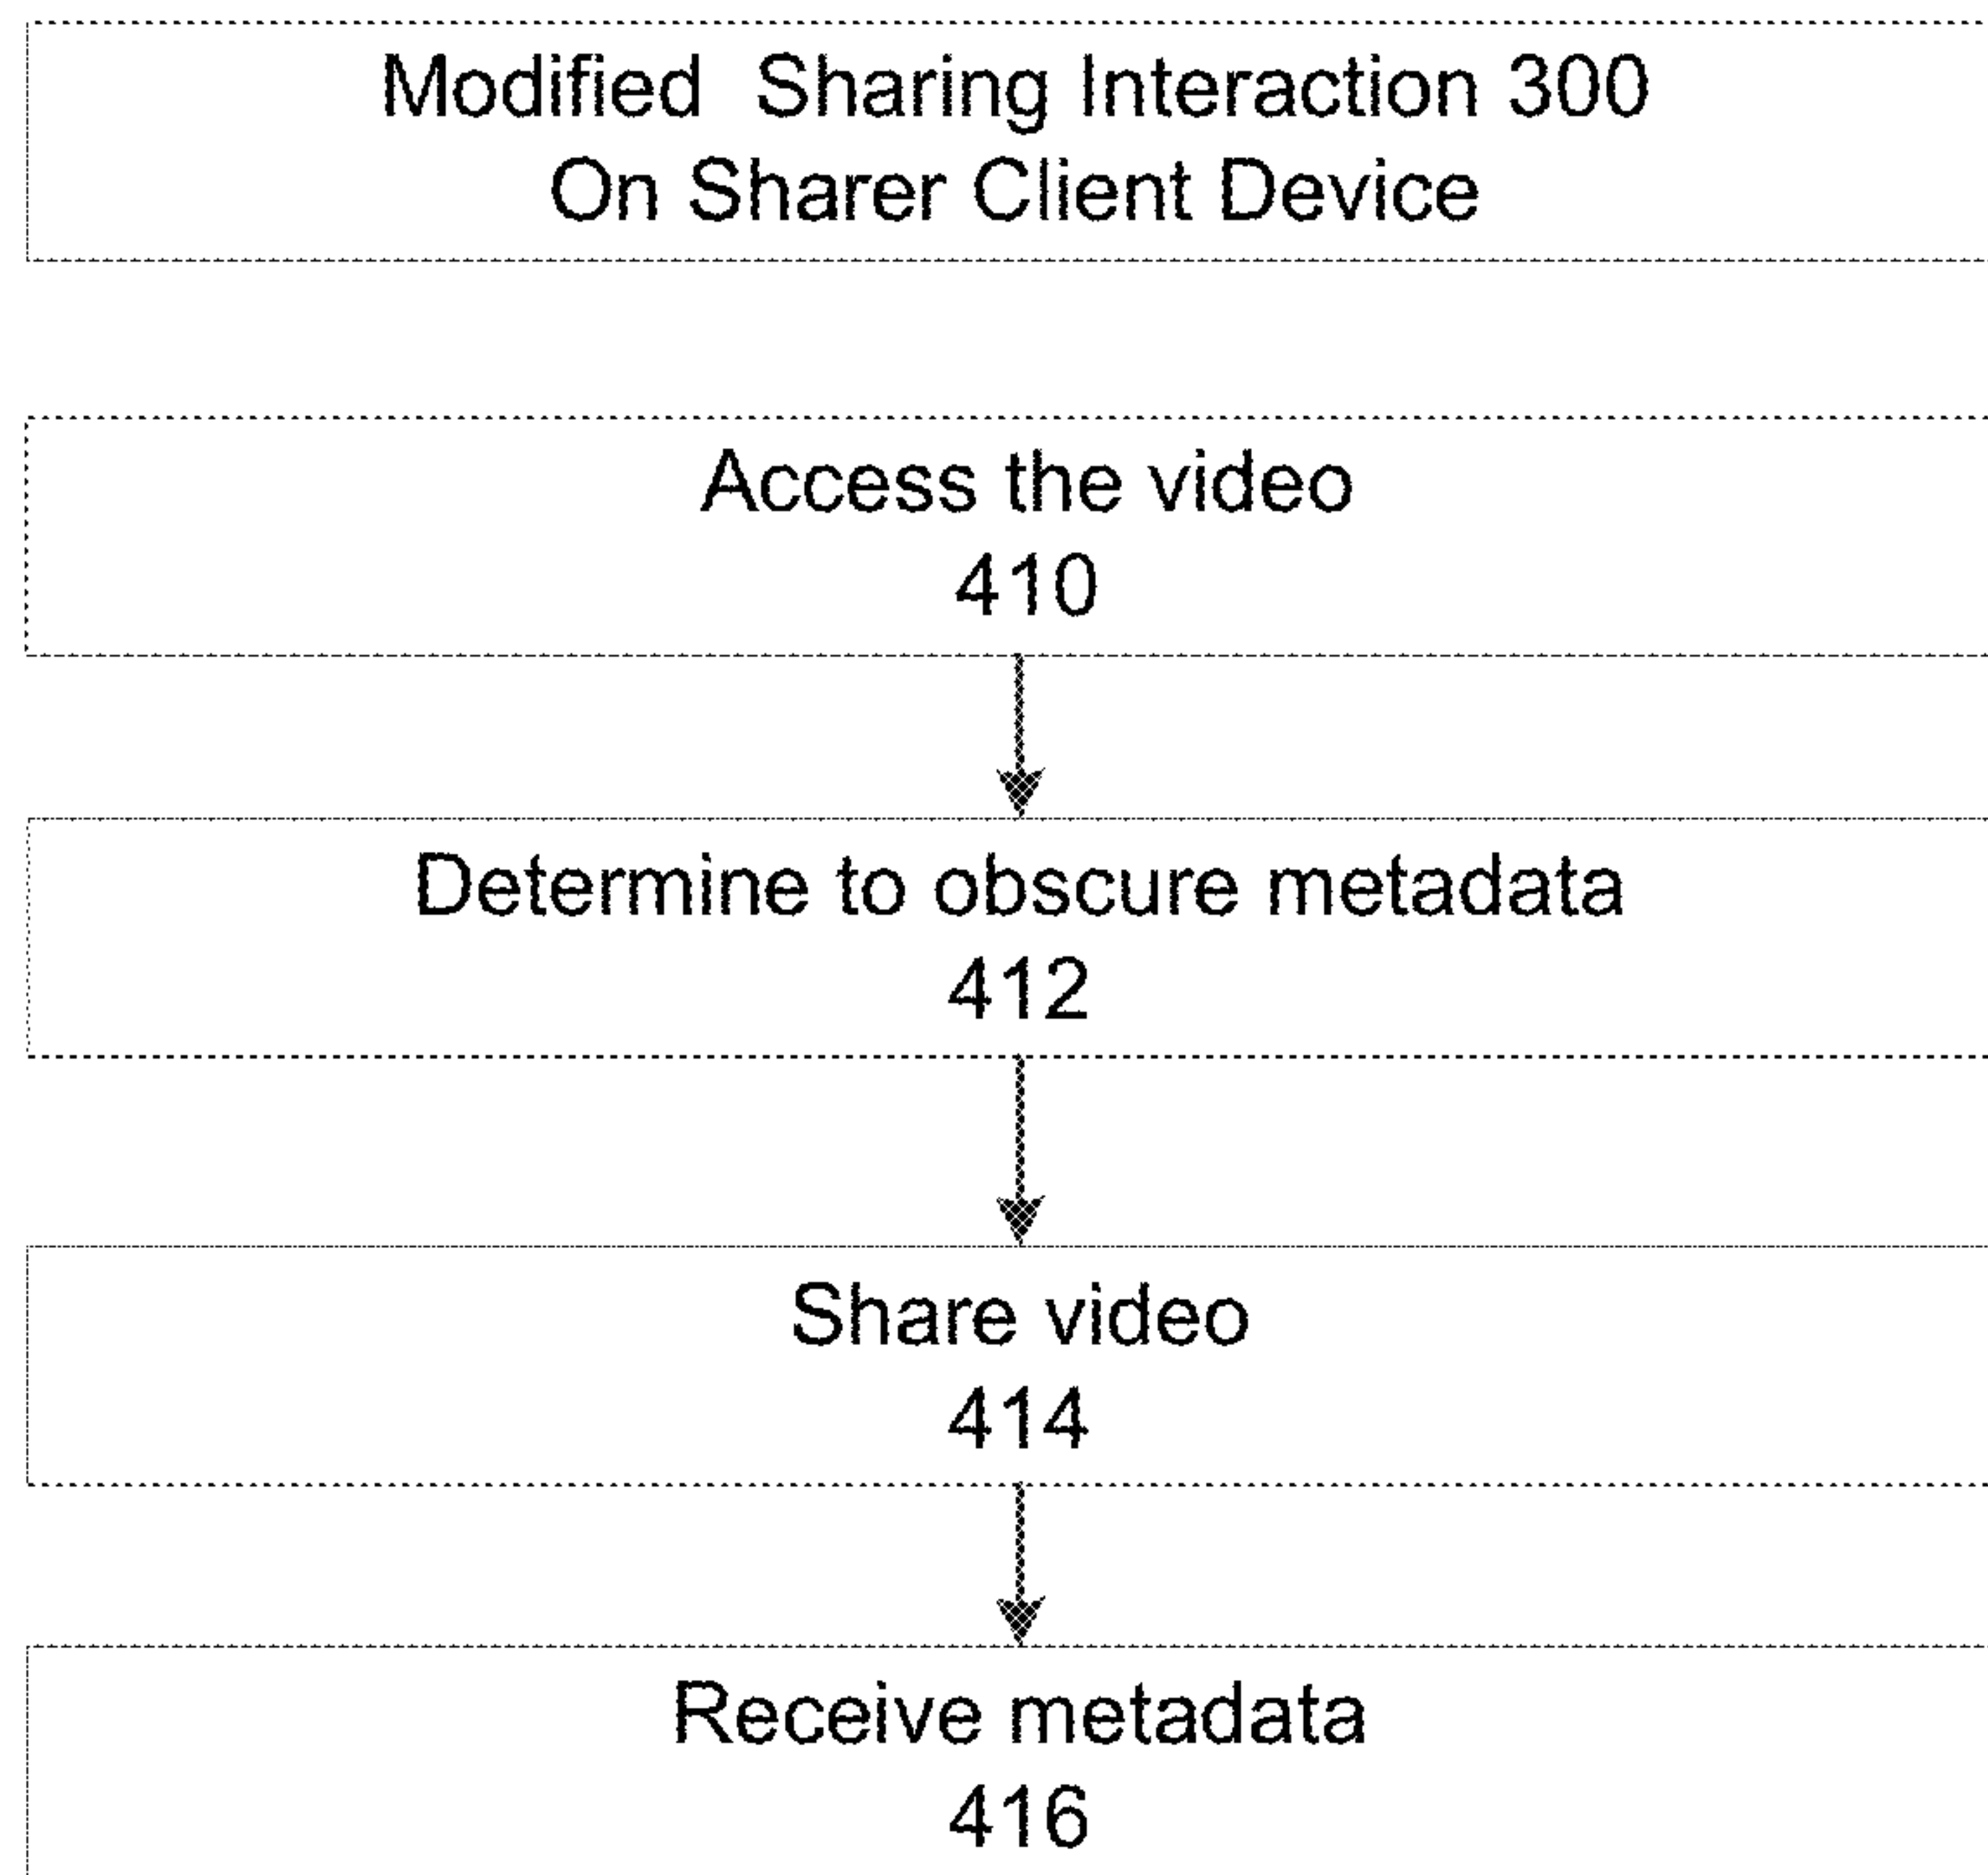 Modified Sharing Interaction 300
On Sharer Client Device
Access the video
410
Determine to obscure metadata
412
Share video
414
Receive metadata
416